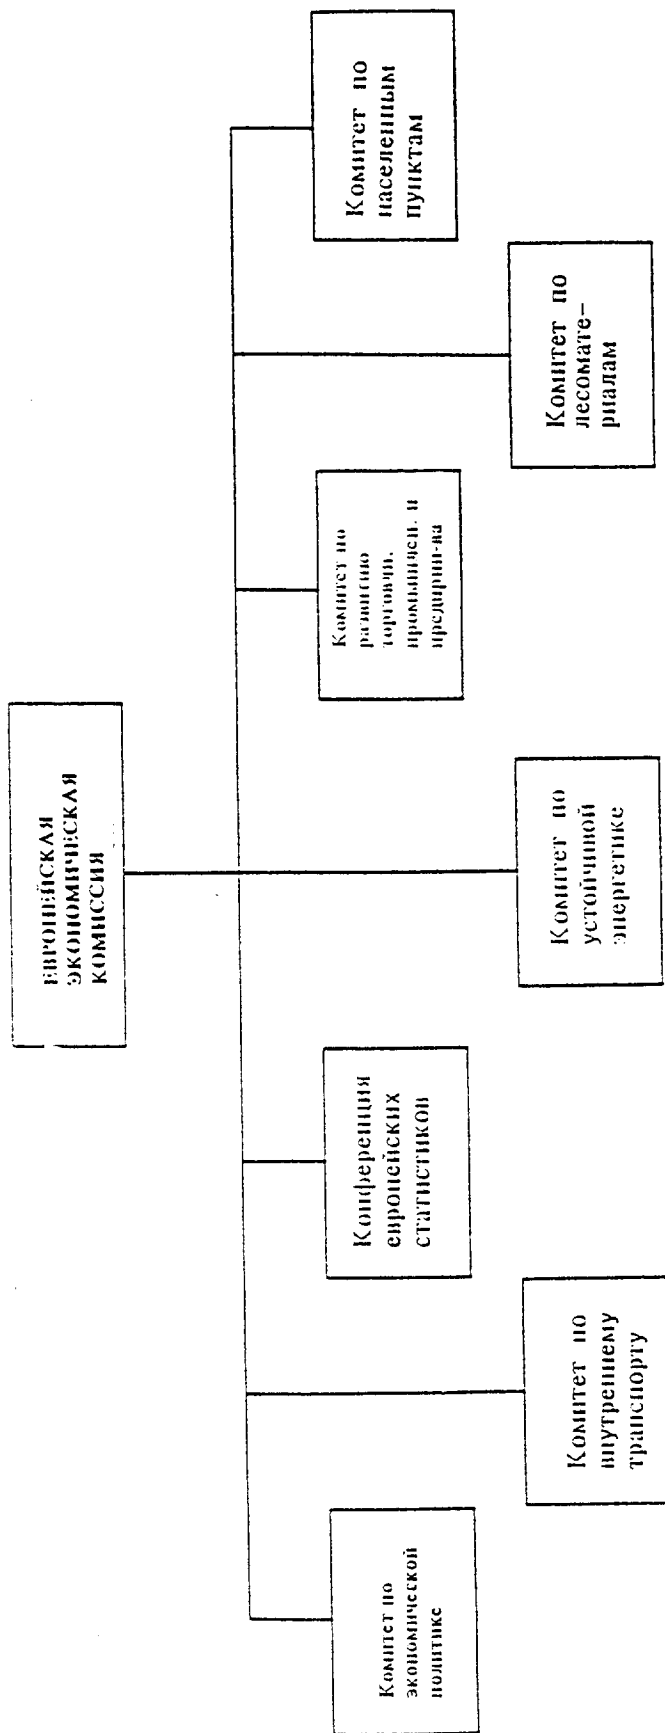 ЕВРОПЕЙСКАЯ
ЭКОНОМИЧЕСКАЯ
КОМИССИЯ
Комитет по
экономической
политике
Комитет по
внутреннему
транспорту
Конференция
европейских
статистиков
Комитет по
устойчивой
энергетике
Комитет по
развитию
торговли,
промышлен. и
предприн-ва
Комитет по
лесомате-
риалам
Комитет по
населенным
пунктам